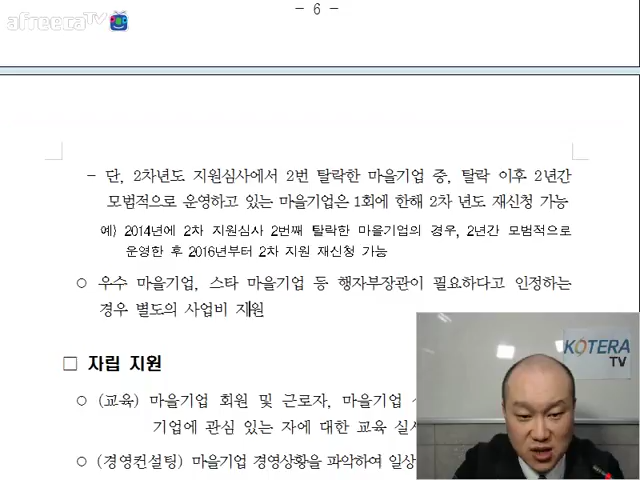 afreecaTV
- 6 -
- 단, 2차년도 지원심사에서 2번 탈락한 마을기업 중, 탈락 이후 2년간
모범적으로 운영하고 있는 마을기업은 1회에 한해 2차 년도 재신청 가능
예) 2014년에 2차 지원심사 2번째 탈락한 마을기업의 경우, 2년간 모범적으로
운영한 후 2016년부터 2차 지원 재신청 가능
○ 우수 마을기업, 스타 마을기업 등 행자부장관이 필요하다고 인정하는
경우 별도의 사업비 지원
□ 자립 지원
○ (교육) 마을기업 회원 및 근로자, 마을기업
기업에 관심 있는 자에 대한 교육 실시
○ (경영컨설팅) 마을기업 경영상황을 파악하여 일상
KOTERA
TV